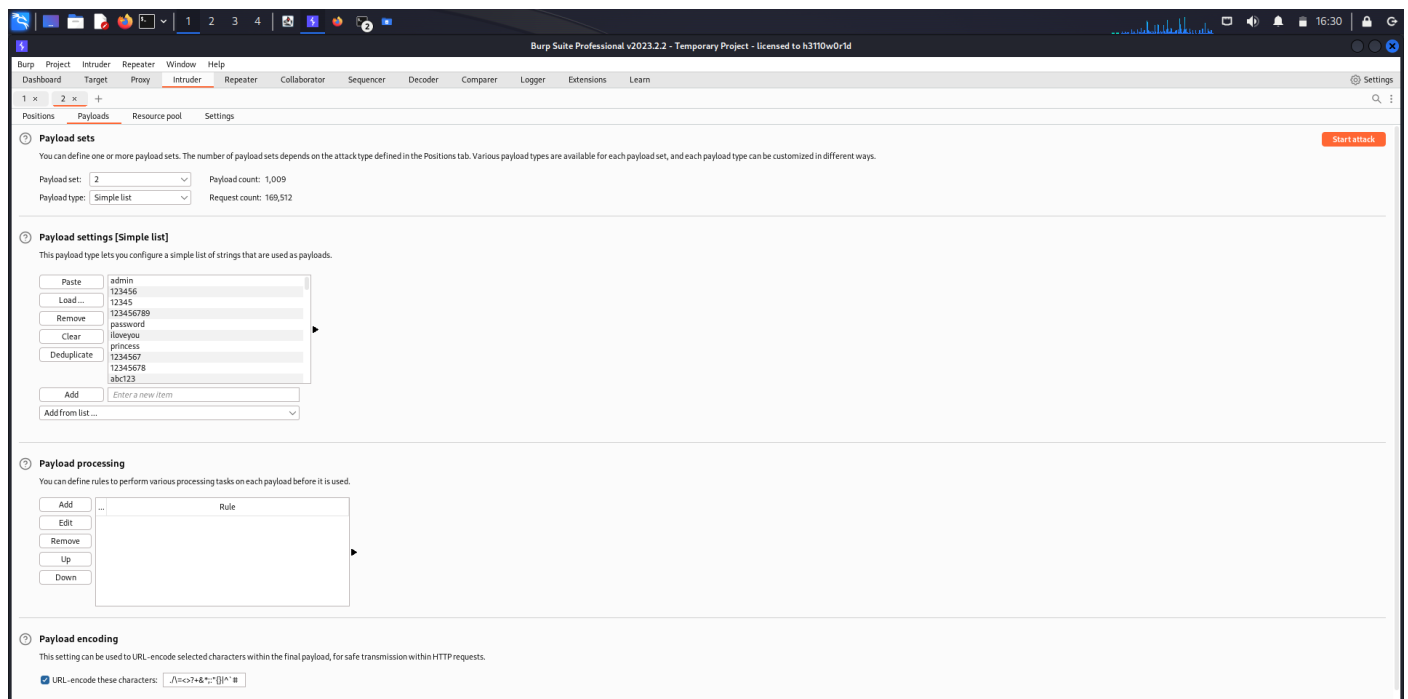 1 2 3 4 2 16:30
Burp Suite Professional v2023.2.2 - Temporary Project - licensed to h3110w0r1d
Burp Project Intruder Repeater Window Help
Dashboard Target Proxy Intruder Repeater Collaborator Sequencer Decoder Comparer Logger Extensions Learn Settings
1 × 2 × +
Positions Payloads Resource pool Settings
? Payload sets Start attack
You can define one or more payload sets. The number of payload sets depends on the attack type defined in the Positions tab. Various payload types are available for each payload set, and each payload type can be customized in different ways.
Payload set: 2 Payload count: 1,009
Payload type: Simple list Request count: 169,512
? Payload settings [Simple list]
This payload type lets you configure a simple list of strings that are used as payloads.
Paste admin
123456
Load ... 12345
123456789
Remove password
Clear iloveyou
princess
Deduplicate 1234567
12345678
abc123
Add Enter a new item
Add from list ...
? Payload processing
You can define rules to perform various processing tasks on each payload before it is used.
Add ... Rule
Edit
Remove
Up
Down
? Payload encoding
This setting can be used to URL-encode selected characters within the final payload, for safe transmission within HTTP requests.
URL-encode these characters: ./\=<>?+&*;:"{}|^`#